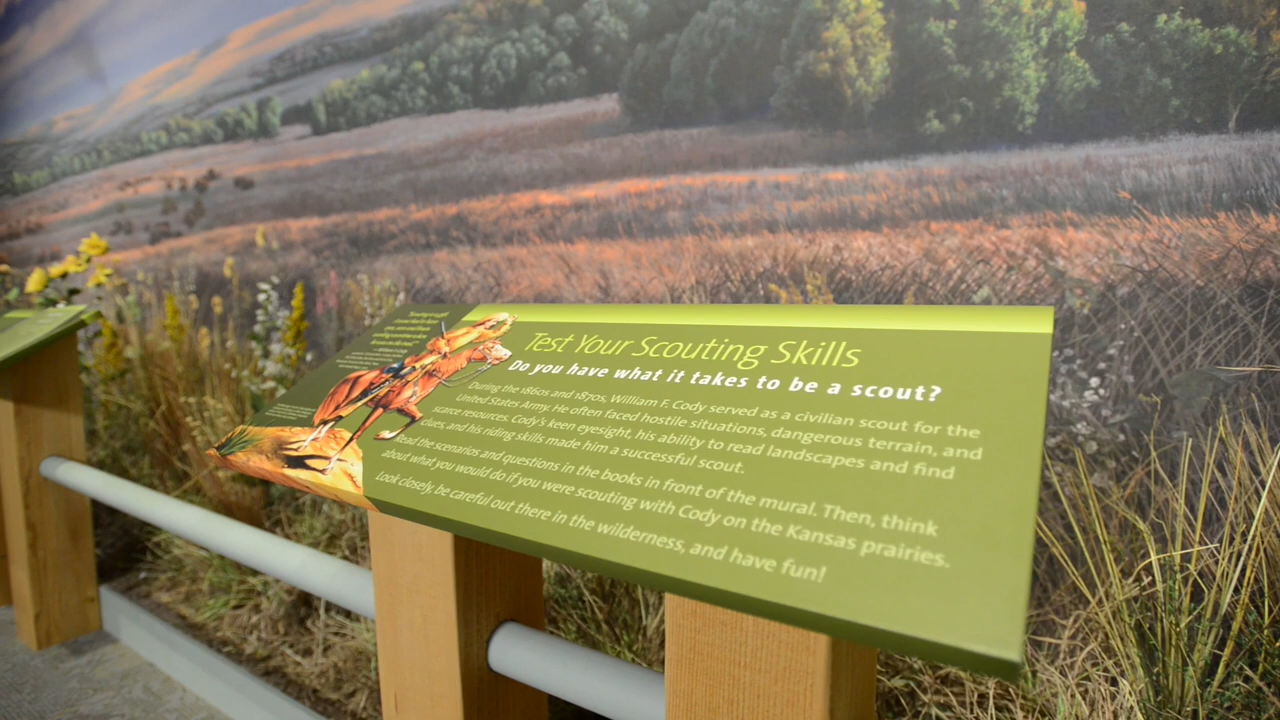 Test Your Scouting Skills
Do you have what it takes to be a scout?
During the 1860s and 1870s, William F. Cody served as a civilian scout for the
United States Army. He often faced hostile situations, dangerous terrain, and
scarce resources. Cody's keen eyesight, his ability to read landscapes and find
clues, and his riding skills made him a successful scout.
Read the scenarios and questions in the books in front of the mural. Then, think
about what you would do if you were scouting with Cody on the Kansas prairies.
Look closely, be careful out there in the wilderness, and have fun!